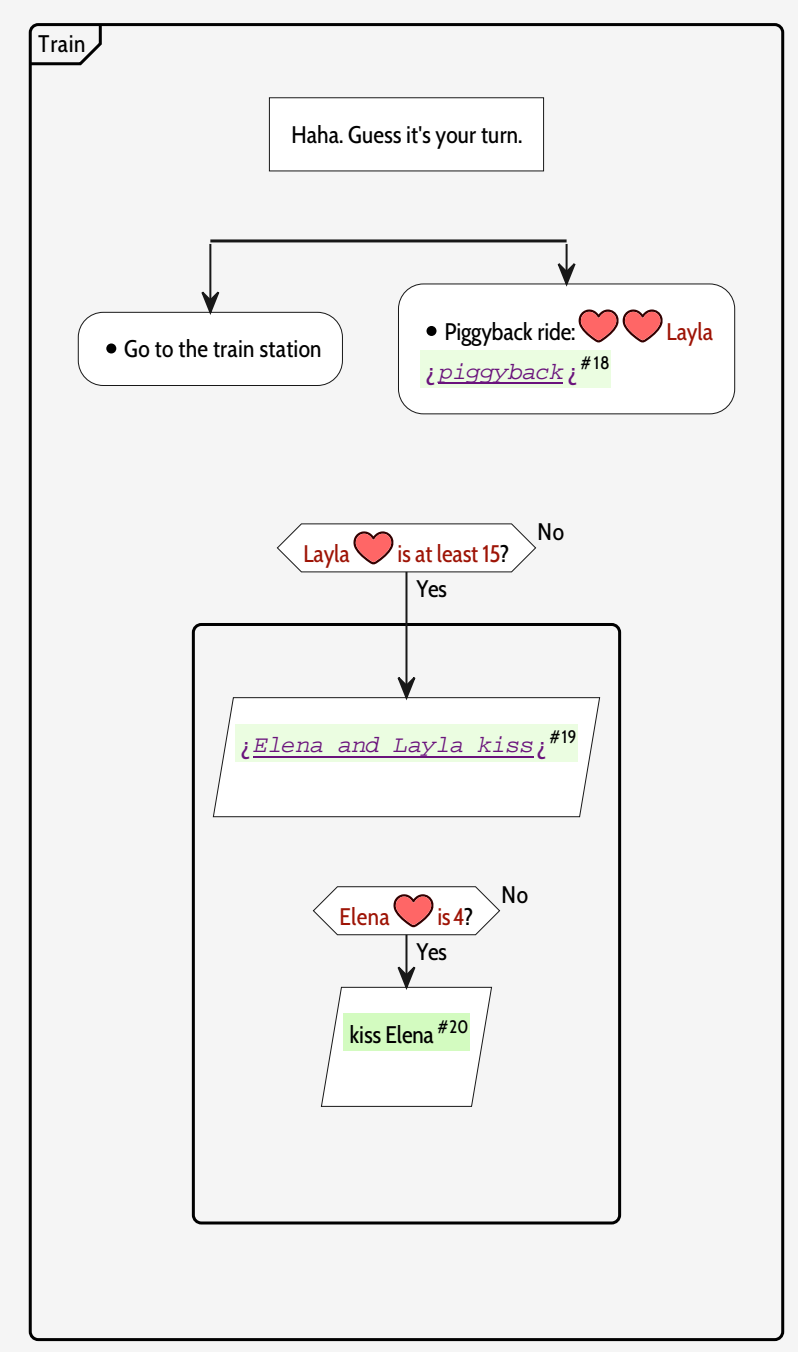 Train
Haha. Guess it's your turn.
• Go to the train station
• Piggyback ride: Layla
¿piggyback¿ #18
Layla is at least 15?
No
Yes
¿Elena and Layla kiss¿ #19
Elena is 4?
No
Yes
kiss Elena #20